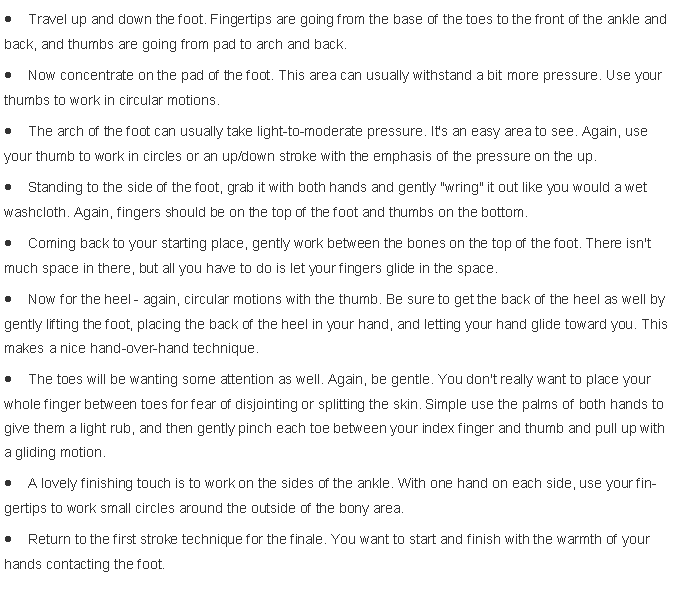 ● Travel up and down the foot. Fingertips are going from the base of the toes to the front of the ankle and
back, and thumbs are going from pad to arch and back.
● Now concentrate on the pad of the foot. This area can usually withstand a bit more pressure. Use your
thumbs to work in circular motions.
● The arch of the foot can usually take light-to-moderate pressure. It's an easy area to see. Again, use
your thumb to work in circles or an up/down stroke with the emphasis of the pressure on the up.
● Standing to the side of the foot, grab it with both hands and gently "wring" it out like you would a wet
washcloth. Again, fingers should be on the top of the foot and thumbs on the bottom.
● Coming back to your starting place, gently work between the bones on the top of the foot. There isn't
much space in there, but all you have to do is let your fingers glide in the space.
● Now for the heel - again, circular motions with the thumb. Be sure to get the back of the heel as well by
gently lifting the foot, placing the back of the heel in your hand, and letting your hand glide toward you. This
makes a nice hand-over-hand technique.
● The toes will be wanting some attention as well. Again, be gentle. You don't really want to place your
whole finger between toes for fear of disjointing or splitting the skin. Simple use the palms of both hands to
give them a light rub, and then gently pinch each toe between your index finger and thumb and pull up with
a gliding motion.
● A lovely finishing touch is to work on the sides of the ankle. With one hand on each side, use your fin-
gertips to work small circles around the outside of the bony area.
● Return to the first stroke technique for the finale. You want to start and finish with the warmth of your
hands contacting the foot.